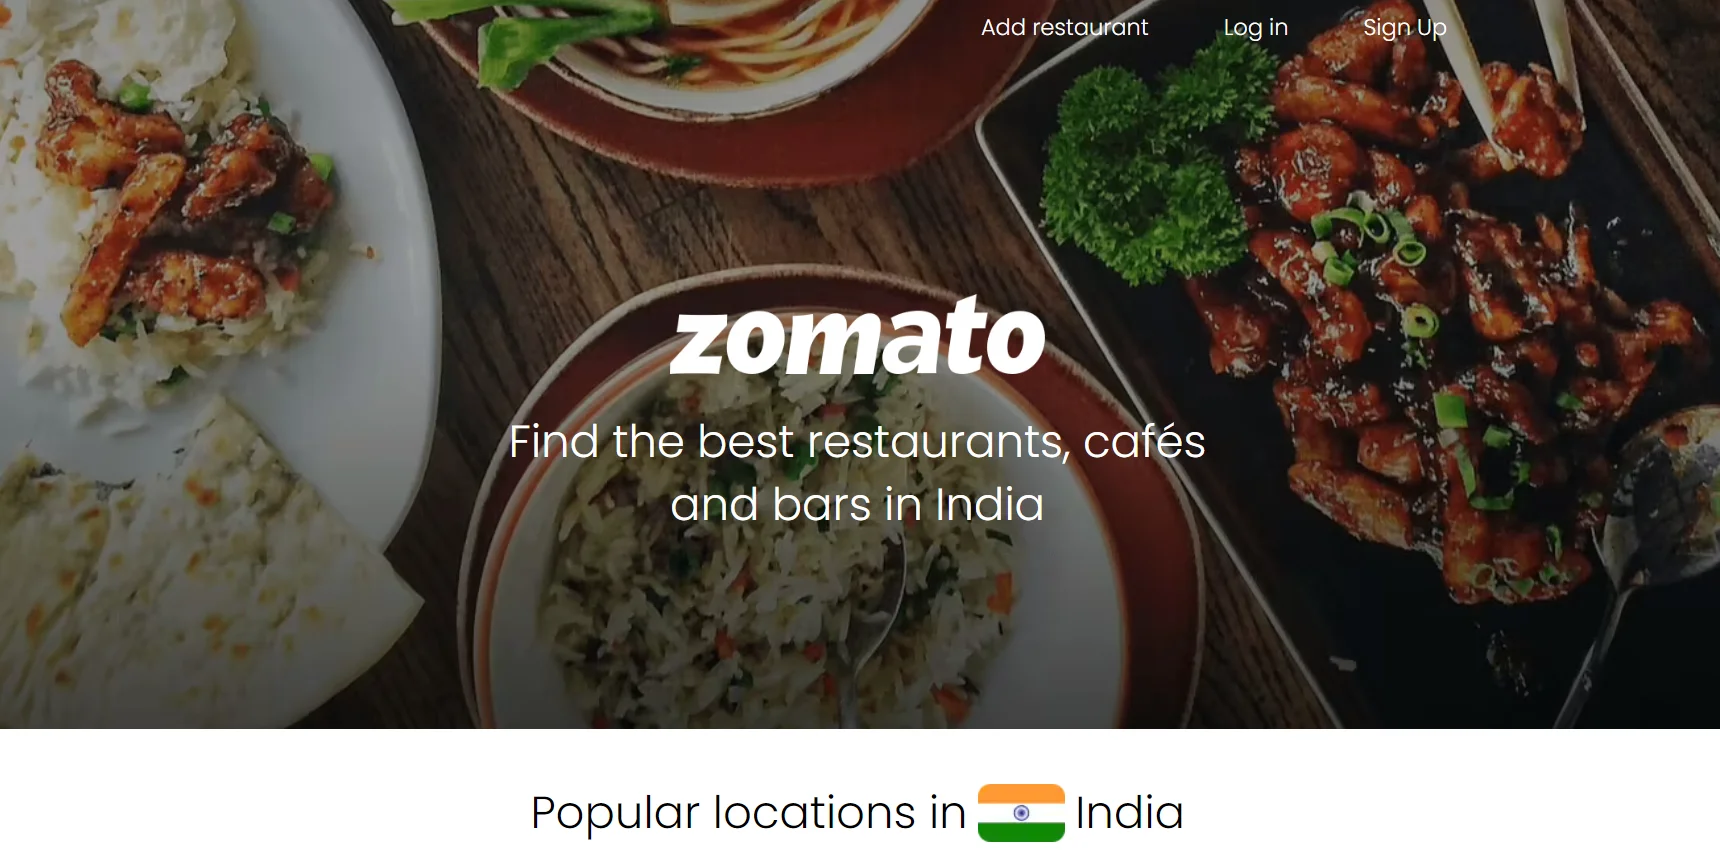 Add restaurant Log in Sign Up
zomato
Find the best restaurants, cafés
and bars in India
Popular locations in India